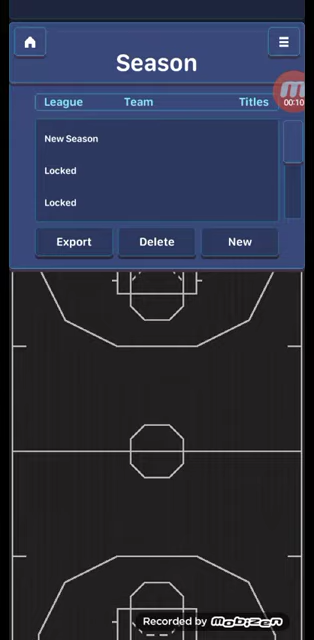 Season
League Team Titles
00:10
New Season
Locked
Locked
Export Delete New
Recorded by mobizen